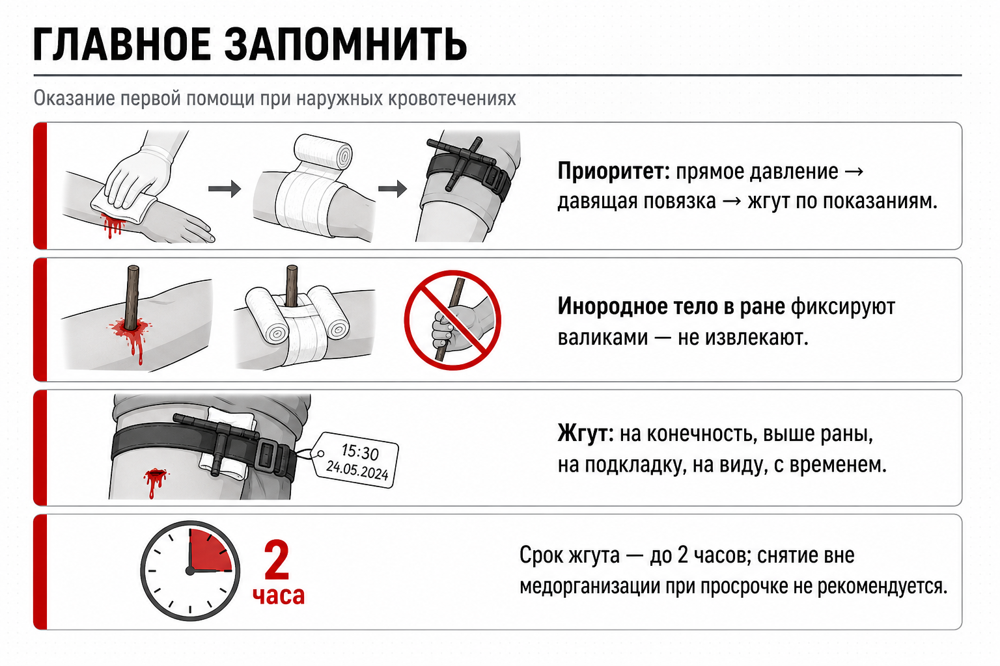 ГЛАВНОЕ ЗАПОМНИТЬ
Оказание первой помощи при наружных кровотечениях
Приоритет: прямое давление →
давящая повязка → жгут по показаниям.
Инородное тело в ране фиксируют
валиками — не извлекают.
15:30
24.05.2024
Жгут: на конечность, выше раны,
на подкладку, на виду, с временем.
2
часа
Срок жгута — до 2 часов; снятие вне
медорганизации при просрочке не рекомендуется.